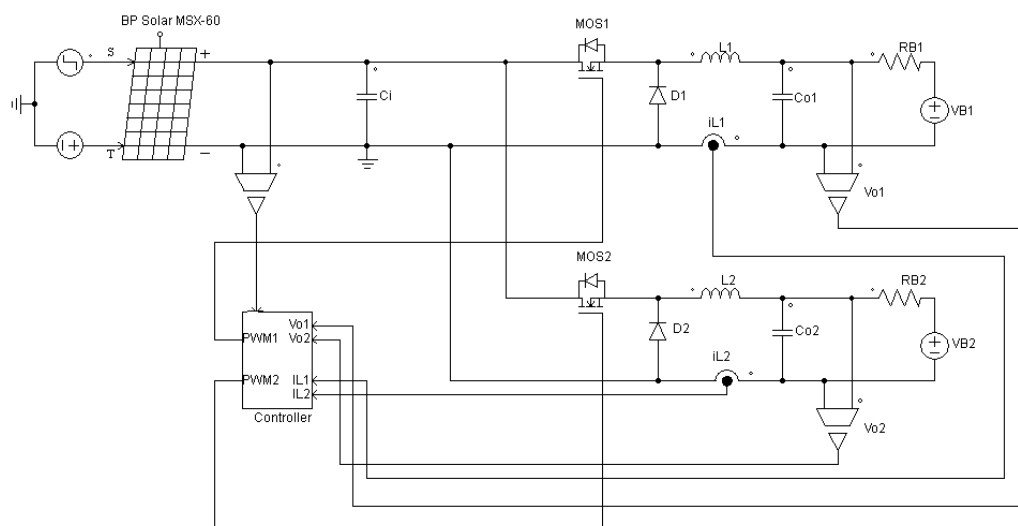 BP Solar MSX-60
MOS1
L1
RB1
S
+
Ci
D1
Co1
VB1
iL1
T
−
Vo1
MOS2
L2
RB2
Vo1
PWM1
Vo2
D2
Co2
VB2
iL2
PWM2
IL1
IL2
Controller
Vo2